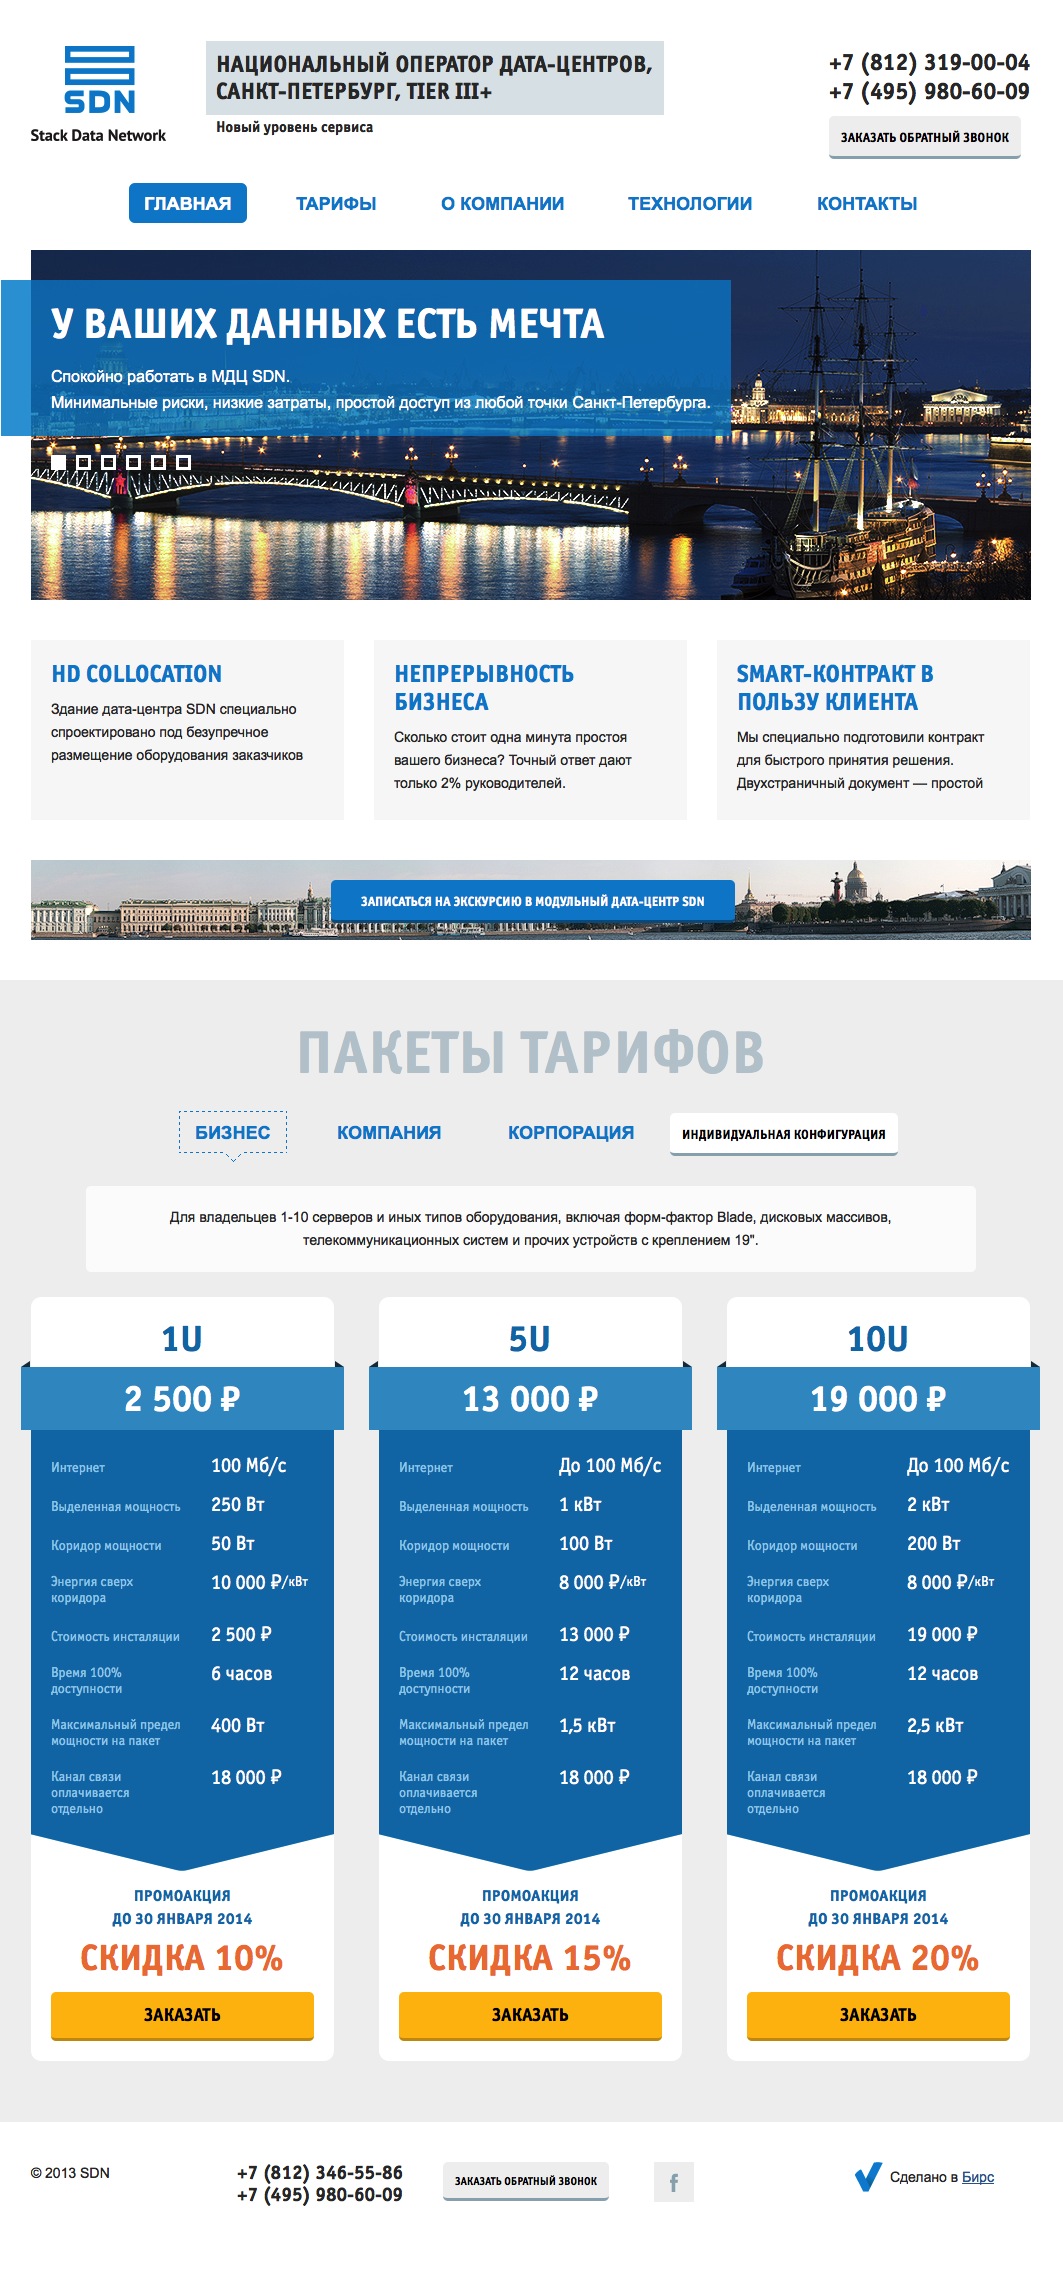 SDN
Stack Data Network
НАЦИОНАЛЬНЫЙ ОПЕРАТОР ДАТА-ЦЕНТРОВ,
САНКТ-ПЕТЕРБУРГ, TIER III+
Новый уровень сервиса
+7 (812) 319-00-04
+7 (495) 980-60-09
ЗАКАЗАТЬ ОБРАТНЫЙ ЗВОНОК
ГЛАВНАЯ ТАРИФЫ О КОМПАНИИ ТЕХНОЛОГИИ КОНТАКТЫ
У ВАШИХ ДАННЫХ ЕСТЬ МЕЧТА
Спокойно работать в МДЦ SDN.
Минимальные риски, низкие затраты, простой доступ из любой точки Санкт-Петербурга.
HD COLLOCATION
Здание дата-центра SDN специально
спроектировано под безупречное
размещение оборудования заказчиков
НЕПРЕРЫВНОСТЬ
БИЗНЕСА
Сколько стоит одна минута простоя
вашего бизнеса? Точный ответ дают
только 2% руководителей.
SMART-КОНТРАКТ В
ПОЛЬЗУ КЛИЕНТА
Мы специально подготовили контракт
для быстрого принятия решения.
Двухстраничный документ — простой
ЗАПИСАТЬСЯ НА ЭКСКУРСИЮ В МОДУЛЬНЫЙ ДАТА-ЦЕНТР SDN
ПАКЕТЫ ТАРИФОВ
БИЗНЕС КОМПАНИЯ КОРПОРАЦИЯ ИНДИВИДУАЛЬНАЯ КОНФИГУРАЦИЯ
Для владельцев 1-10 серверов и иных типов оборудования, включая форм-фактор Blade, дисковых массивов,
телекоммуникационных систем и прочих устройств с креплением 19".
1U
2 500 ₽
Интернет 100 Мб/с
Выделенная мощность 250 Вт
Коридор мощности 50 Вт
Энергия сверх 10 000 ₽/кВт
коридора
Стоимость инсталяции 2 500 ₽
Время 100% 6 часов
доступности
Максимальный предел 400 Вт
мощности на пакет
Канал связи 18 000 ₽
оплачивается
отдельно
ПРОМОАКЦИЯ
ДО 30 ЯНВАРЯ 2014
СКИДКА 10%
ЗАКАЗАТЬ
5U
13 000 ₽
Интернет До 100 Мб/с
Выделенная мощность 1 кВт
Коридор мощности 100 Вт
Энергия сверх 8 000 ₽/кВт
коридора
Стоимость инсталяции 13 000 ₽
Время 100% 12 часов
доступности
Максимальный предел 1,5 кВт
мощности на пакет
Канал связи 18 000 ₽
оплачивается
отдельно
ПРОМОАКЦИЯ
ДО 30 ЯНВАРЯ 2014
СКИДКА 15%
ЗАКАЗАТЬ
10U
19 000 ₽
Интернет До 100 Мб/с
Выделенная мощность 2 кВт
Коридор мощности 200 Вт
Энергия сверх 8 000 ₽/кВт
коридора
Стоимость инсталяции 19 000 ₽
Время 100% 12 часов
доступности
Максимальный предел 2,5 кВт
мощности на пакет
Канал связи 18 000 ₽
оплачивается
отдельно
ПРОМОАКЦИЯ
ДО 30 ЯНВАРЯ 2014
СКИДКА 20%
ЗАКАЗАТЬ
© 2013 SDN
+7 (812) 346-55-86
+7 (495) 980-60-09
ЗАКАЗАТЬ ОБРАТНЫЙ ЗВОНОК
f
Сделано в Бирс